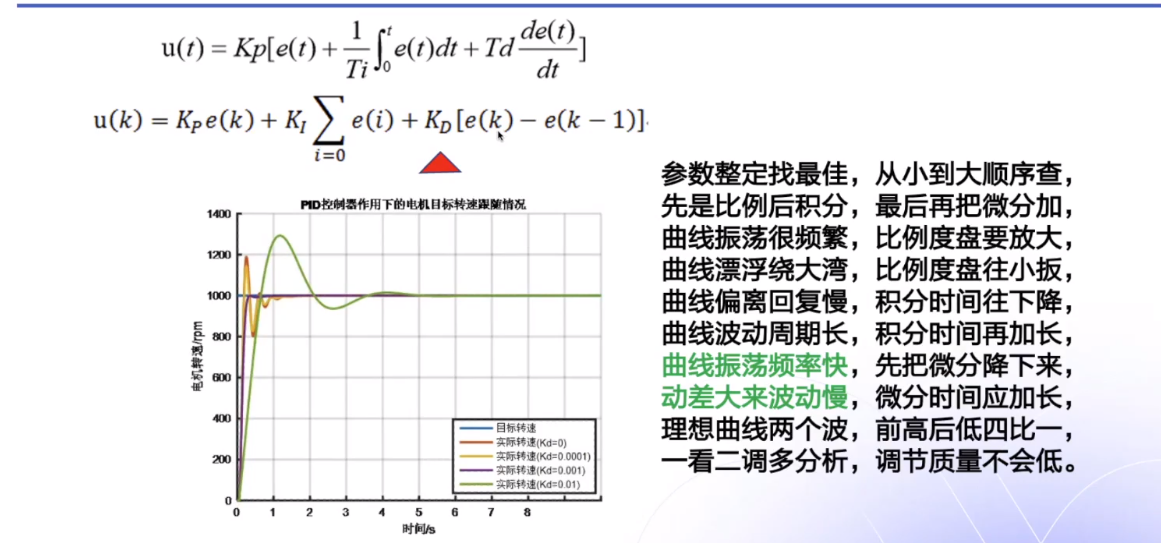 u(t) = Kp[e(t) + 1/Ti ∫₀ᵗ e(t)dt + Td de(t)/dt]
u(k) = K_P e(k) + K_I ∑_{i=0} e(i) + K_D [e(k) − e(k − 1)]
PID控制器作用下的电机目标转速跟随情况
1400
1200
1000
800
600
400
200
0
电机转速/rpm
0 1 2 3 4 5 6 7 8
时间/s
目标转速
实际转速(Kd=0)
实际转速(Kd=0.0001)
实际转速(Kd=0.001)
实际转速(Kd=0.01)
参数整定找最佳，从小到大顺序查，
先是比例后积分，最后再把微分加，
曲线振荡很频繁，比例度盘要放大，
曲线漂浮绕大湾，比例度盘往小扳，
曲线偏离回复慢，积分时间往下降，
曲线波动周期长，积分时间再加长，
曲线振荡频率快，先把微分降下来，
动差大来波动慢，微分时间应加长，
理想曲线两个波，前高后低四比一，
一看二调多分析，调节质量不会低。